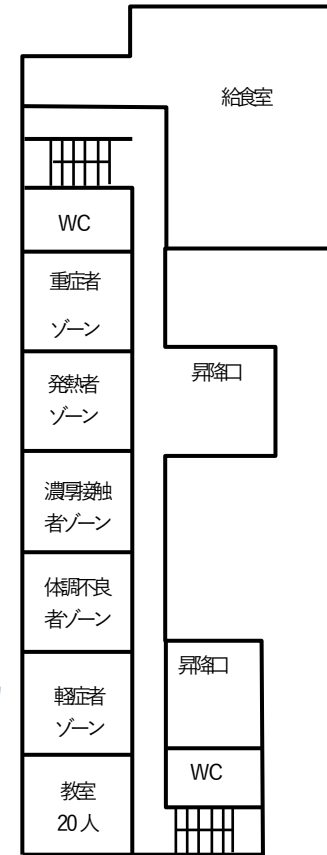 給食室
WC
重症者
ゾーン
発熱者
ゾーン
昇降口
濃厚接触
者ゾーン
体調不良
者ゾーン
軽症者
ゾーン
昇降口
WC
教室
20人